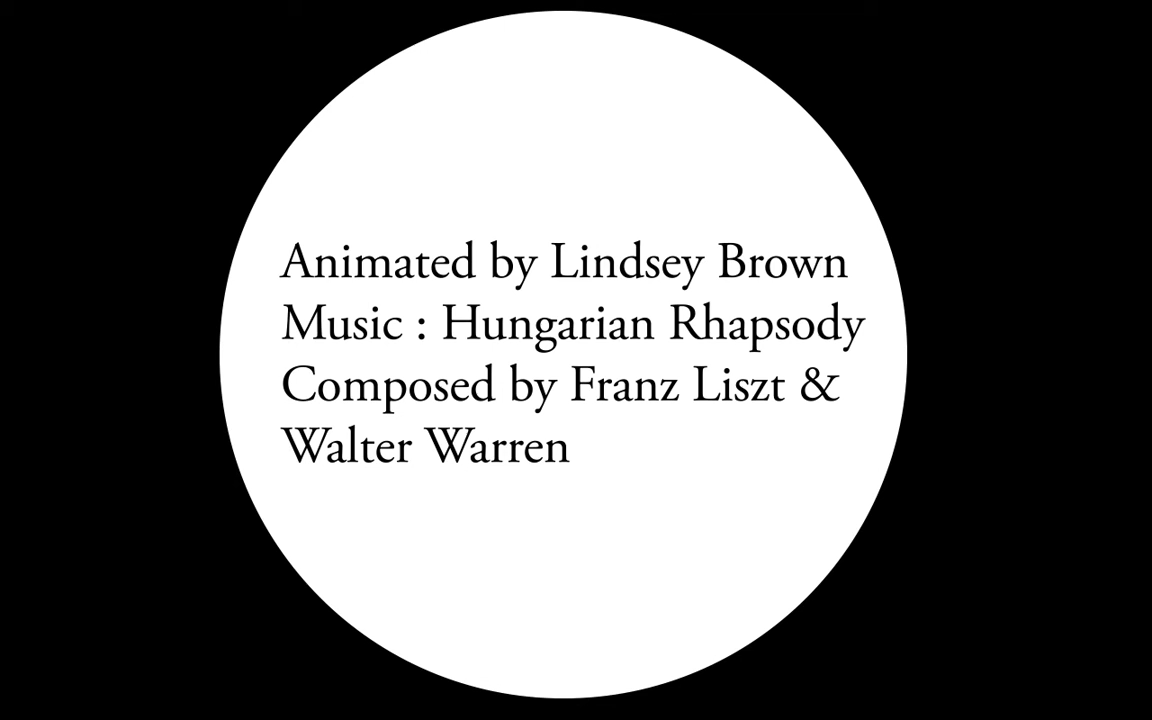 Animated by Lindsey Brown
Music : Hungarian Rhapsody
Composed by Franz Liszt &
Walter Warren